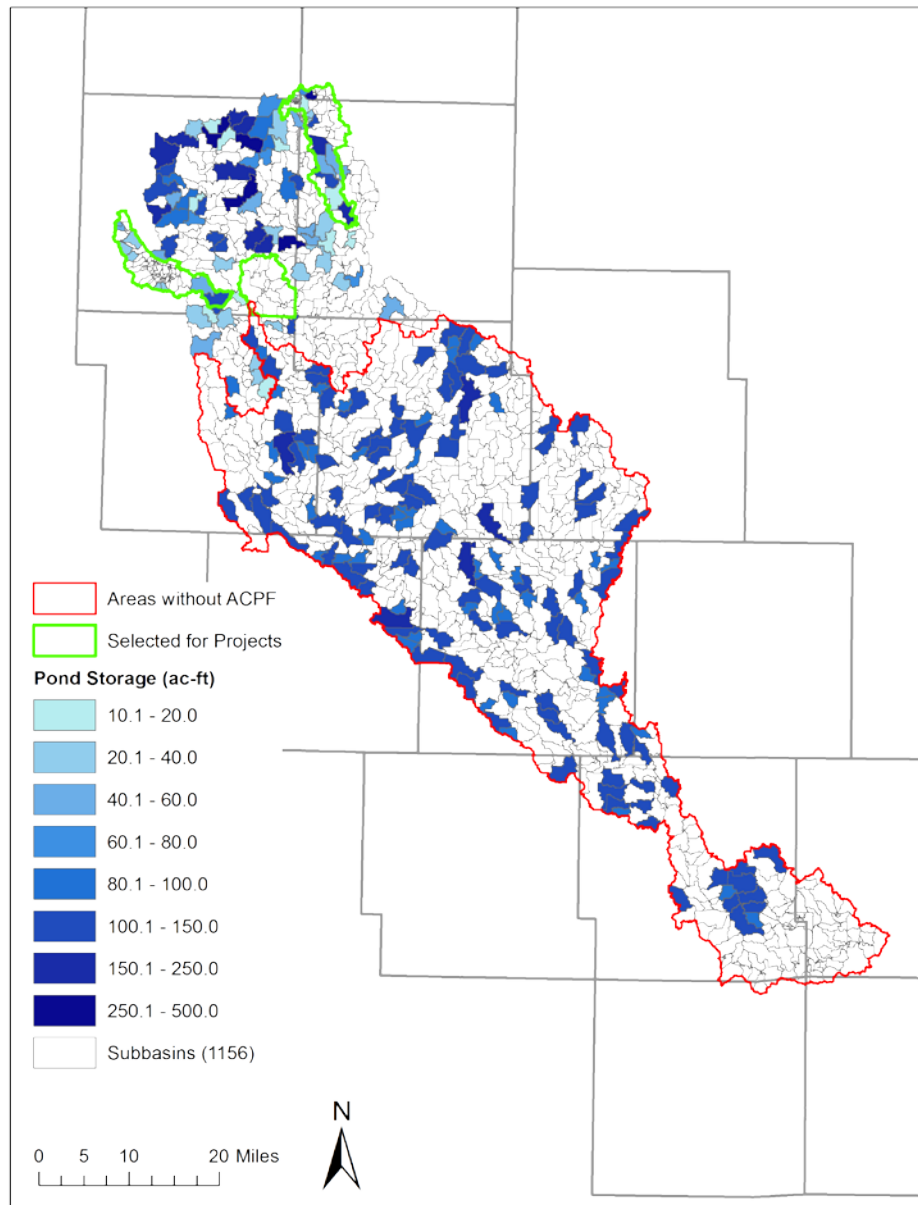 Areas without ACPF
Selected for Projects
Pond Storage (ac-ft)
10.1 - 20.0
20.1 - 40.0
40.1 - 60.0
60.1 - 80.0
80.1 - 100.0
100.1 - 150.0
150.1 - 250.0
250.1 - 500.0
Subbasins (1156)
N
0 5 10 20 Miles